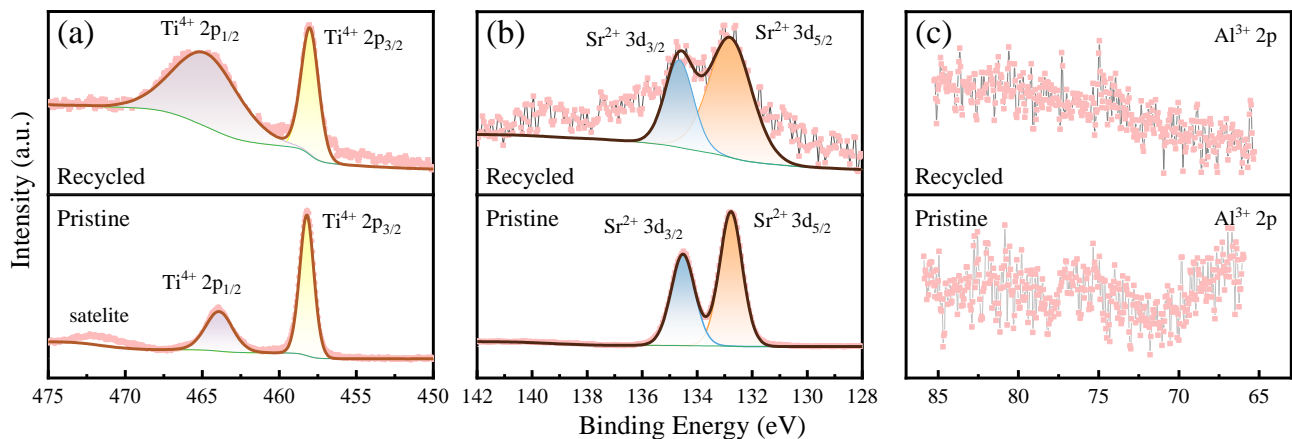 (a)
Ti⁴⁺ 2p₁/₂
Ti⁴⁺ 2p₃/₂
Recycled
Pristine
Ti⁴⁺ 2p₃/₂
Ti⁴⁺ 2p₁/₂
satelite
475 470 465 460 455 450
(b)
Sr²⁺ 3d₃/₂
Sr²⁺ 3d₅/₂
Recycled
Pristine
Sr²⁺ 3d₃/₂
Sr²⁺ 3d₅/₂
142 140 138 136 134 132 130 128
(c)
Al³⁺ 2p
Recycled
Pristine
Al³⁺ 2p
85 80 75 70 65
Intensity (a.u.)
Binding Energy (eV)